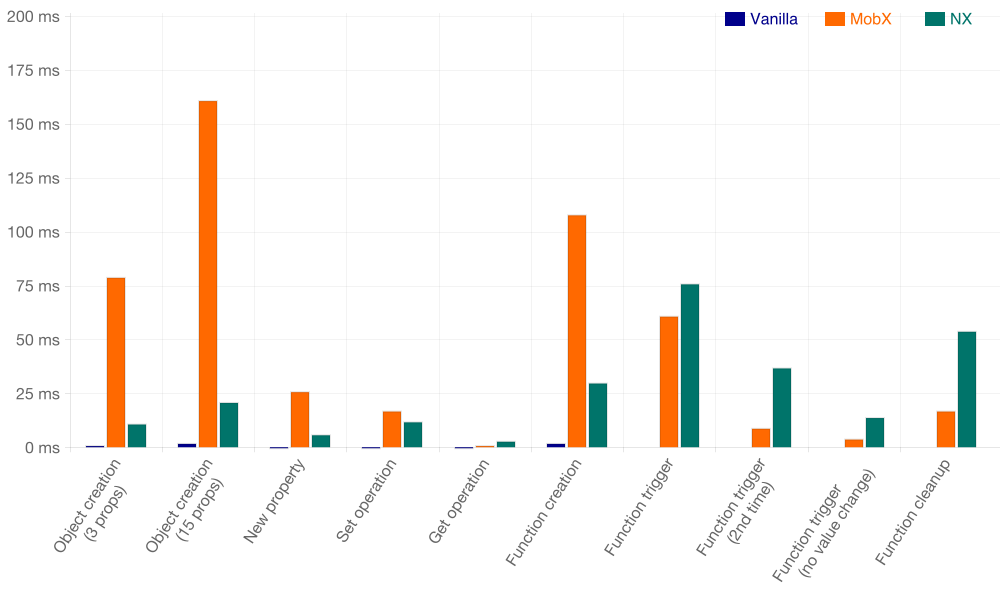 Vanilla MobX NX
200 ms
175 ms
150 ms
125 ms
100 ms
75 ms
50 ms
25 ms
0 ms
Object creation
(3 props)
Object creation
(15 props)
New property
Set operation
Get operation
Function creation
Function trigger
Function trigger
(2nd time)
Function trigger
(no value change)
Function cleanup